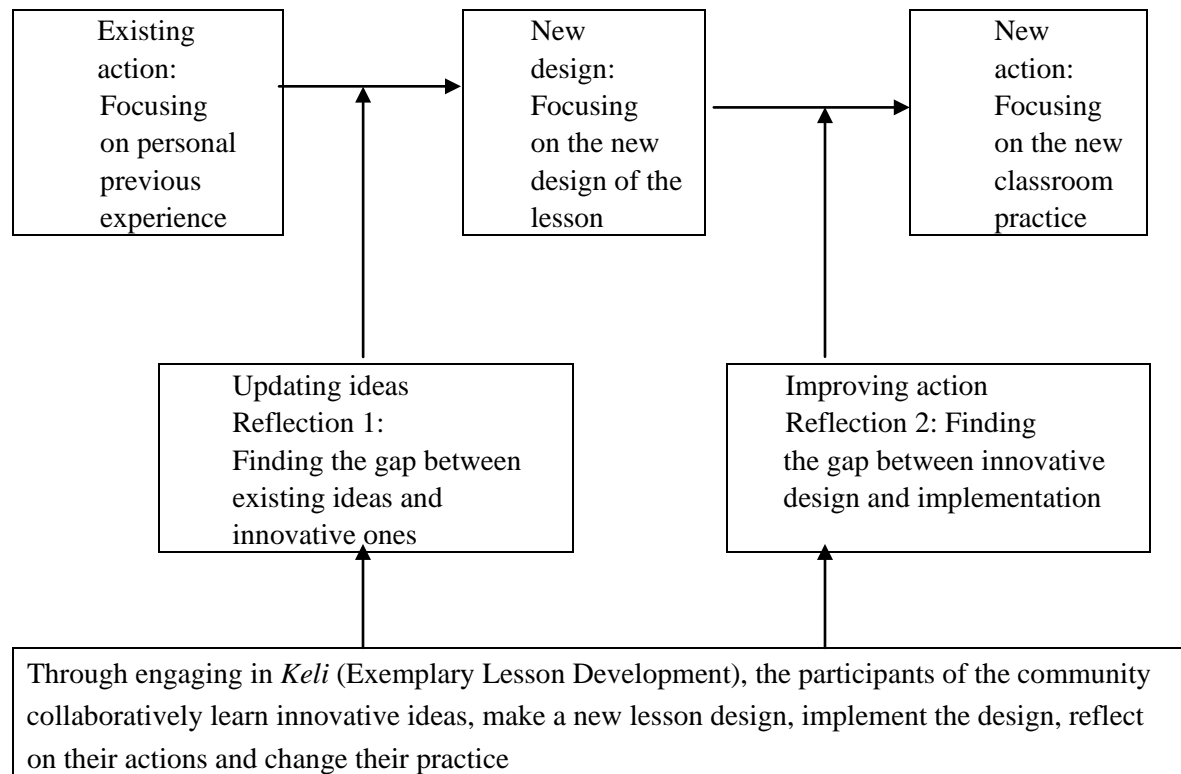 Existing
action:
Focusing
on personal
previous
experience
New
design:
Focusing
on the new
design of the
lesson
New
action:
Focusing
on the new
classroom
practice
Updating ideas
Reflection 1:
Finding the gap between
existing ideas and
innovative ones
Improving action
Reflection 2: Finding
the gap between innovative
design and implementation
Through engaging in Keli (Exemplary Lesson Development), the participants of the community
collaboratively learn innovative ideas, make a new lesson design, implement the design, reflect
on their actions and change their practice